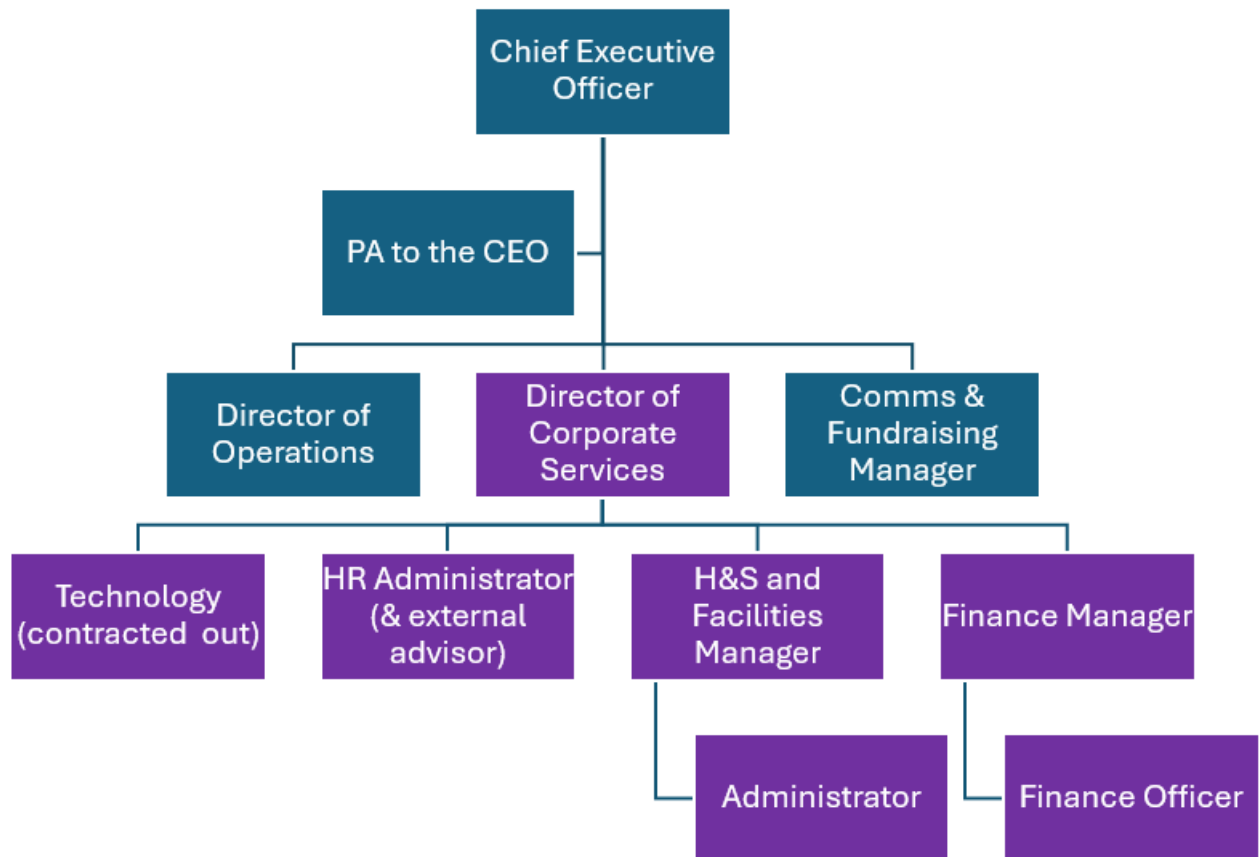 Chief Executive
Officer
PA to the CEO
Director of
Operations
Director of
Corporate
Services
Comms &
Fundraising
Manager
Technology
(contracted  out)
HR Administrator
(& external
advisor)
H&S and
Facilities
Manager
Finance Manager
Administrator
Finance Officer